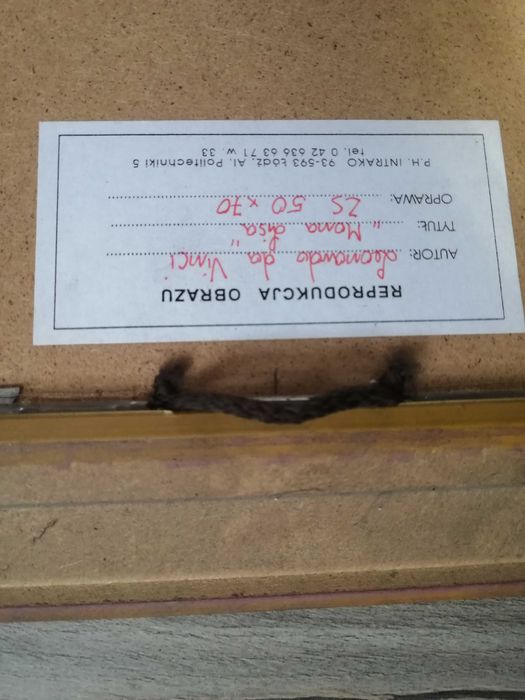 REPRODUKCJA OBRAZU
AUTOR: Leonardo da Vinci
TYTUŁ: „Mona Lisa"
OPRAWA: ZS 50 x 70
P.H. INTRAKO 93-593 Łódź, Al. Politechniki 5
tel. 0 42 636 63 71 w. 33